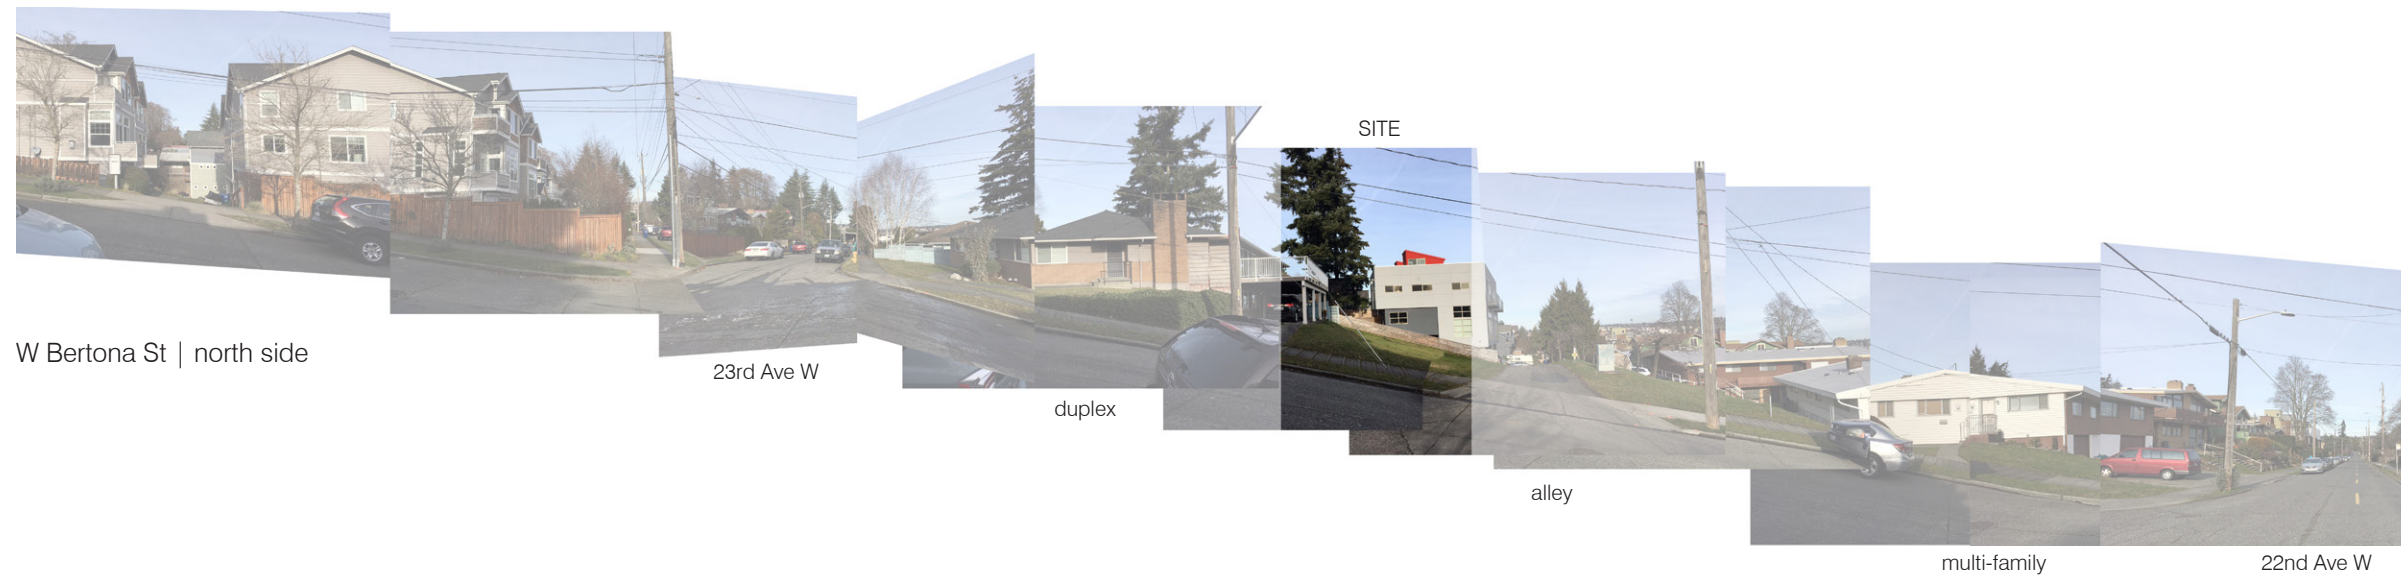 SITE
W Bertona St | north side
23rd Ave W
duplex
alley
multi-family
22nd Ave W